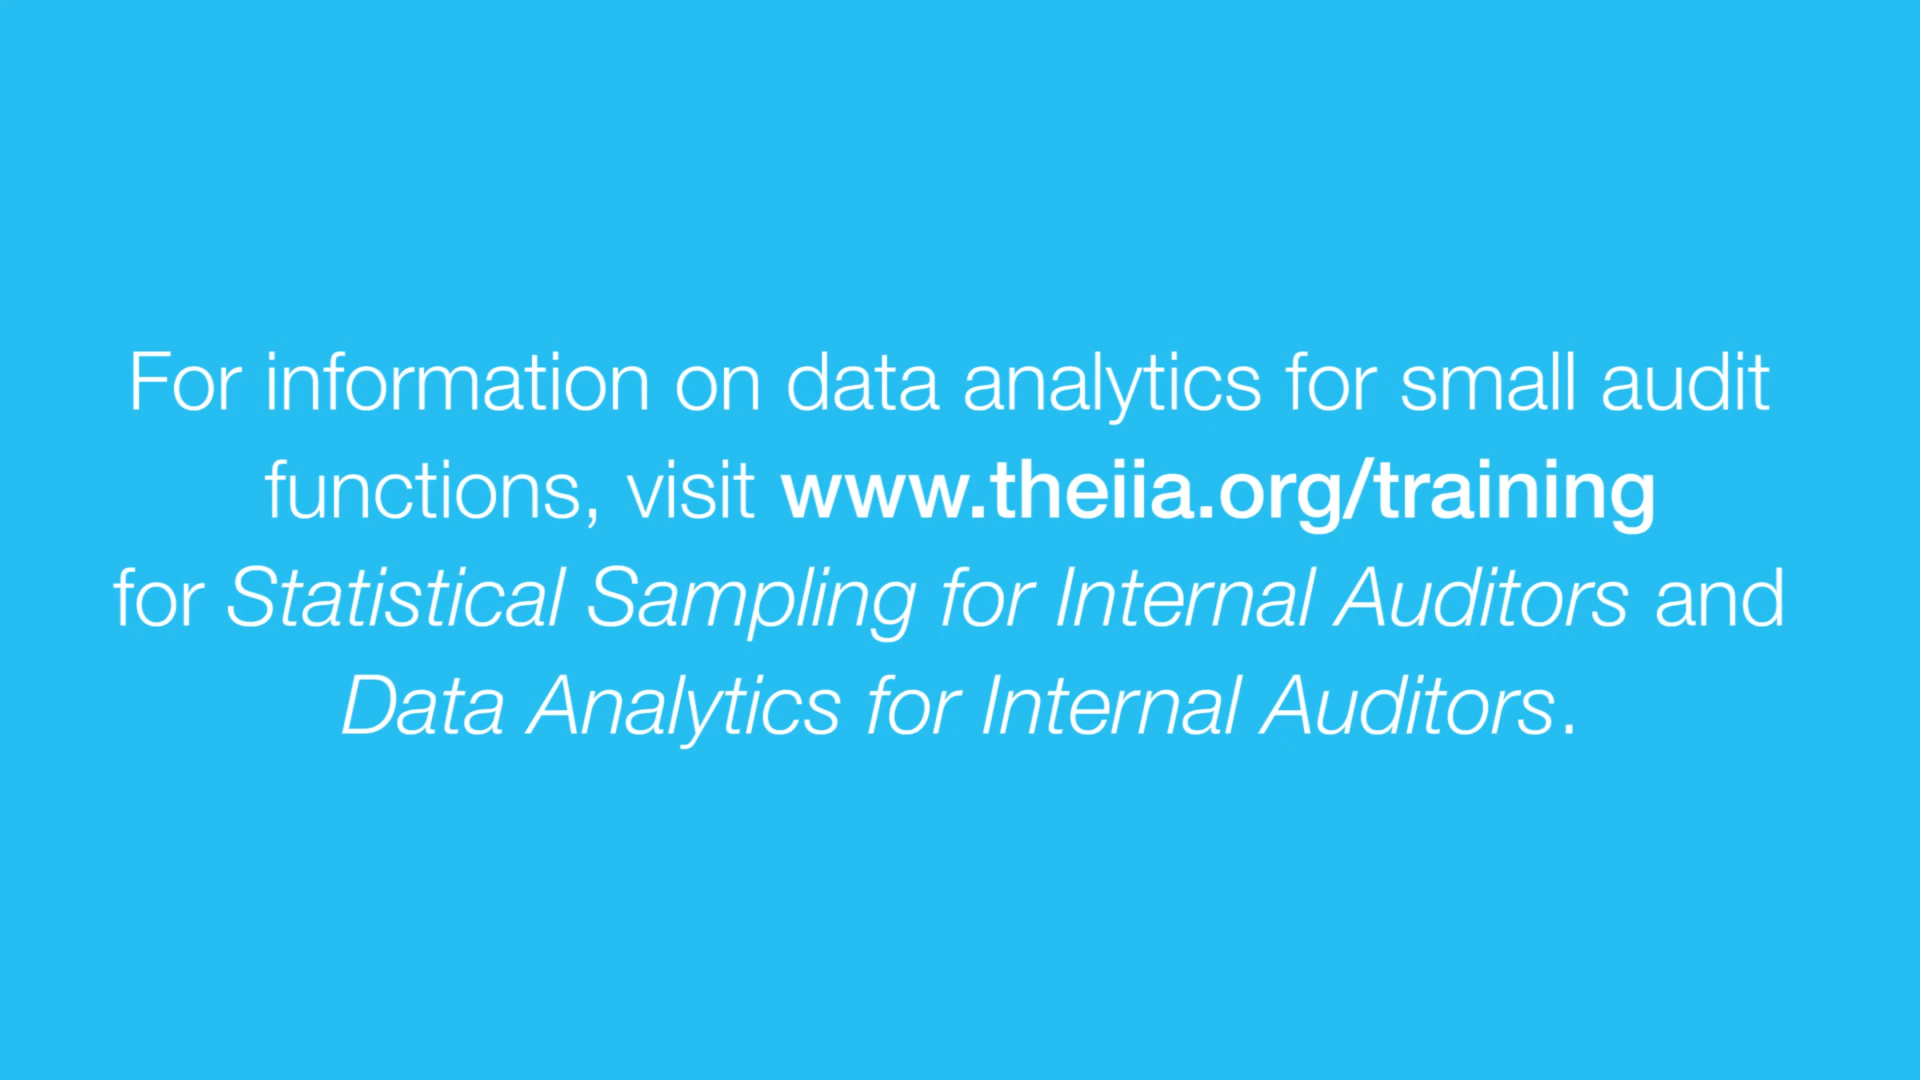 For information on data analytics for small audit
functions, visit www.theiia.org/training
for Statistical Sampling for Internal Auditors and
Data Analytics for Internal Auditors.